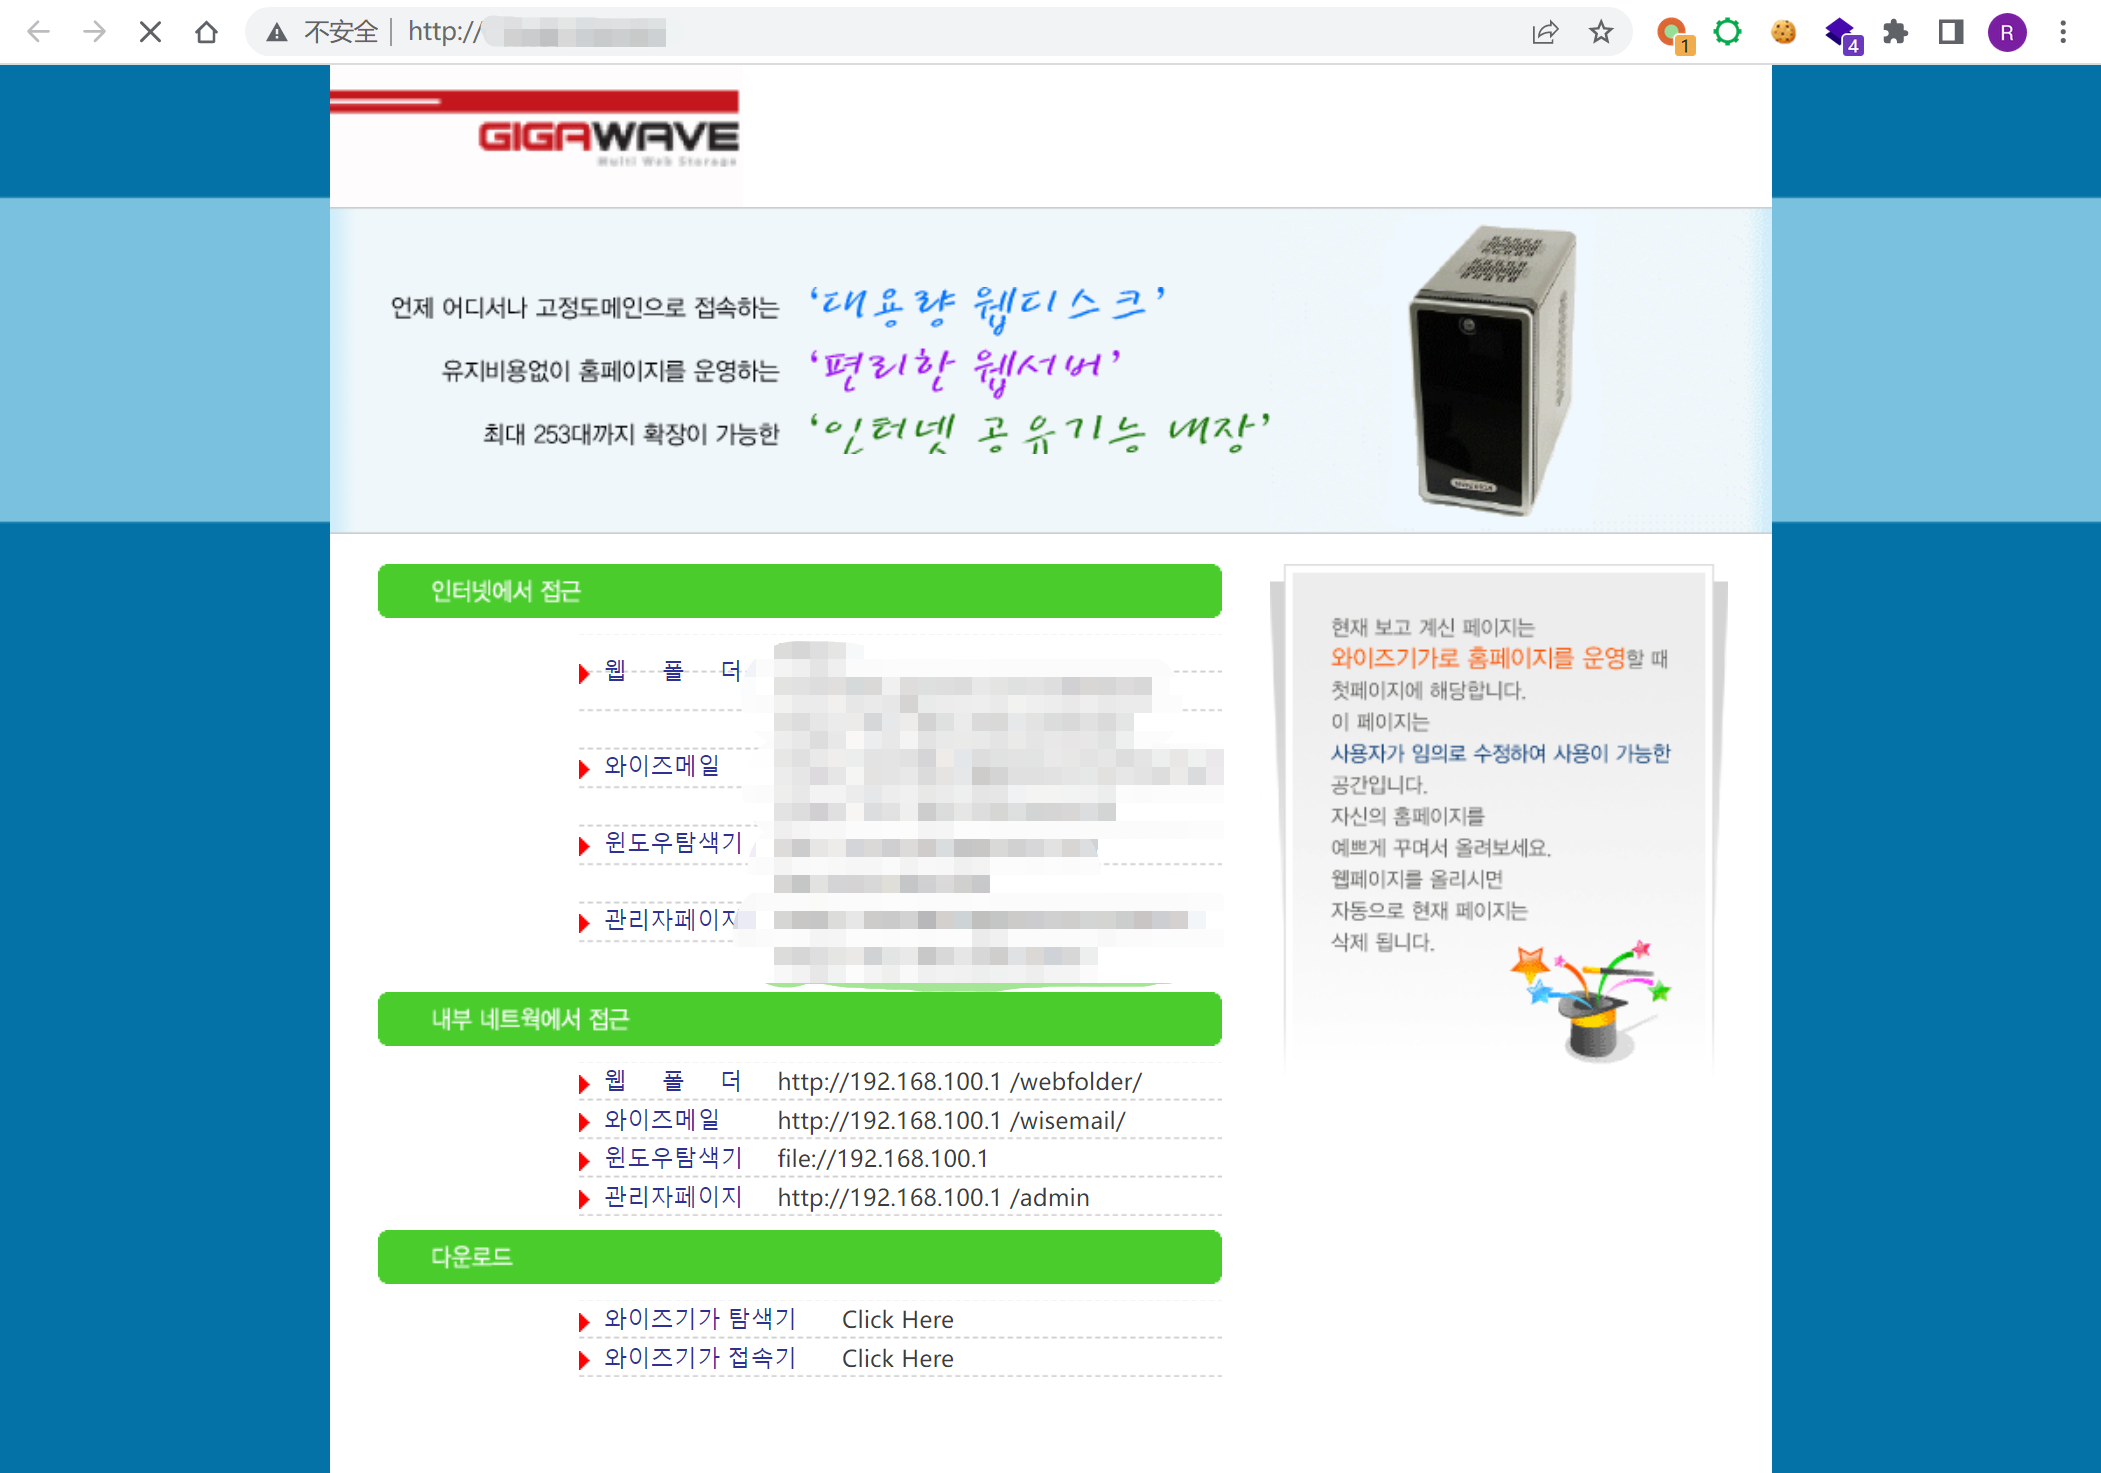 不安全 http://
1
4
R
GIGAWAVE
Multi Web Storage
언제 어디서나 고정도메인으로 접속하는 ‘대용량 웹디스크’
유지비용없이 홈페이지를 운영하는 ‘편리한 웹서버’
최대 253대까지 확장이 가능한 ‘인터넷 공유기능 내장’
인터넷에서 접근
웹 폴 더
와이즈메일
윈도우탐색기
관리자페이지
내부 네트웍에서 접근
웹 폴 더 http://192.168.100.1 /webfolder/
와이즈메일 http://192.168.100.1 /wisemail/
윈도우탐색기 file://192.168.100.1
관리자페이지 http://192.168.100.1 /admin
다운로드
와이즈기가 탐색기 Click Here
와이즈기가 접속기 Click Here
현재 보고 계신 페이지는
와이즈기가로 홈페이지를 운영할 때
첫페이지에 해당합니다.
이 페이지는
사용자가 임의로 수정하여 사용이 가능한
공간입니다.
자신의 홈페이지를
예쁘게 꾸며서 올려보세요.
웹페이지를 올리시면
자동으로 현재 페이지는
삭제 됩니다.